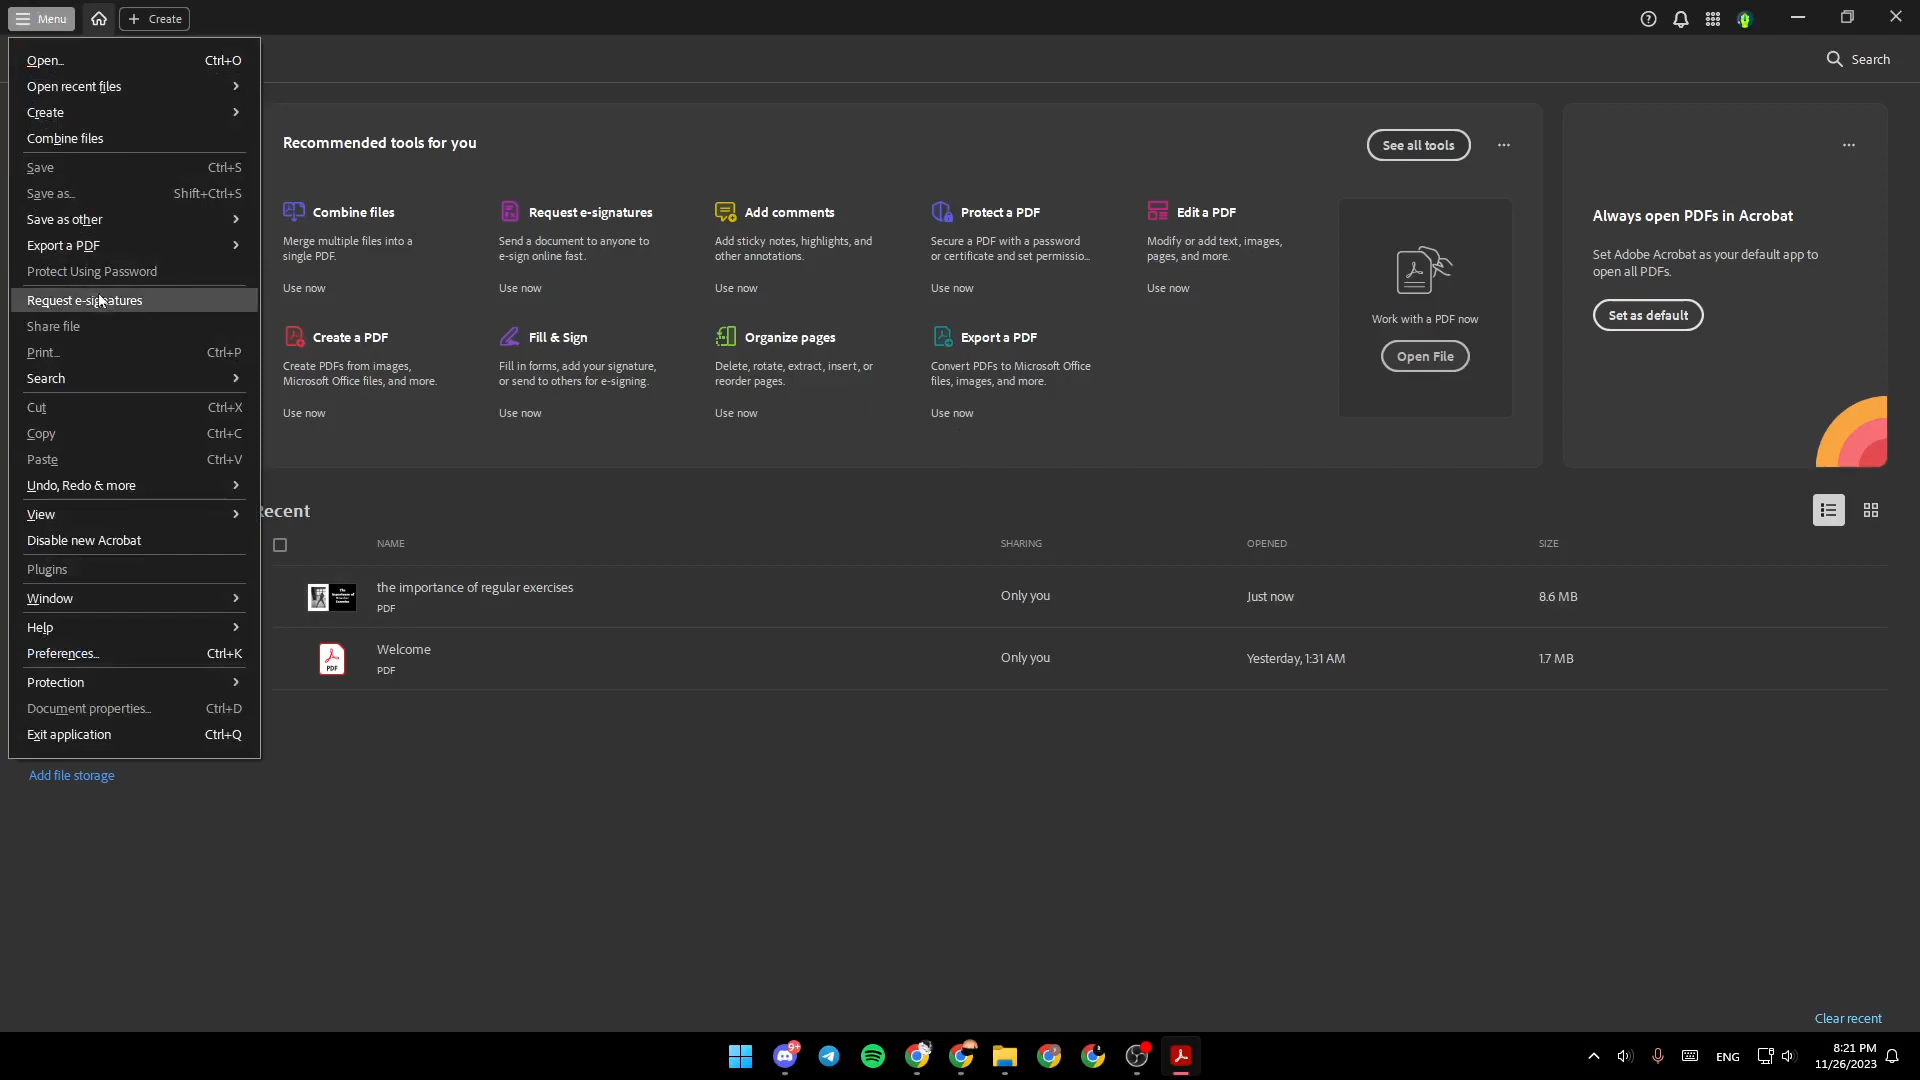 Menu
Create
Open...
Ctrl+O
Open recent files
Create
Combine files
Save
Ctrl+S
Save as...
Shift+Ctrl+S
Save as other
Export a PDF
Protect Using Password
Request e-signatures
Share file
Print...
Ctrl+P
Search
Cut
Ctrl+X
Copy
Ctrl+C
Paste
Ctrl+V
Undo, Redo & more
View
Disable new Acrobat
Plugins
Window
Help
Preferences...
Ctrl+K
Protection
Document properties...
Ctrl+D
Exit application
Ctrl+Q
Add file storage
Search
Recommended tools for you
See all tools
Combine files
Merge multiple files into a
single PDF.
Use now
Request e-signatures
Send a document to anyone to
e-sign online fast.
Use now
Add comments
Add sticky notes, highlights, and
other annotations.
Use now
Protect a PDF
Secure a PDF with a password
or certificate and set permissio...
Use now
Edit a PDF
Modify or add text, images,
pages, and more.
Use now
Create a PDF
Create PDFs from images,
Microsoft Office files, and more.
Use now
Fill & Sign
Fill in forms, add your signature,
or send to others for e-signing.
Use now
Organize pages
Delete, rotate, extract, insert, or
reorder pages.
Use now
Export a PDF
Convert PDFs to Microsoft Office
files, images, and more.
Use now
Work with a PDF now
Open File
Always open PDFs in Acrobat
Set Adobe Acrobat as your default app to
open all PDFs.
Set as default
Recent
NAME
SHARING
OPENED
SIZE
the importance of regular exercises
PDF
Only you
Just now
8.6 MB
PDF
Welcome
PDF
Only you
Yesterday, 1:31 AM
1.7 MB
Clear recent
9+
ENG
8:21 PM
11/26/2023